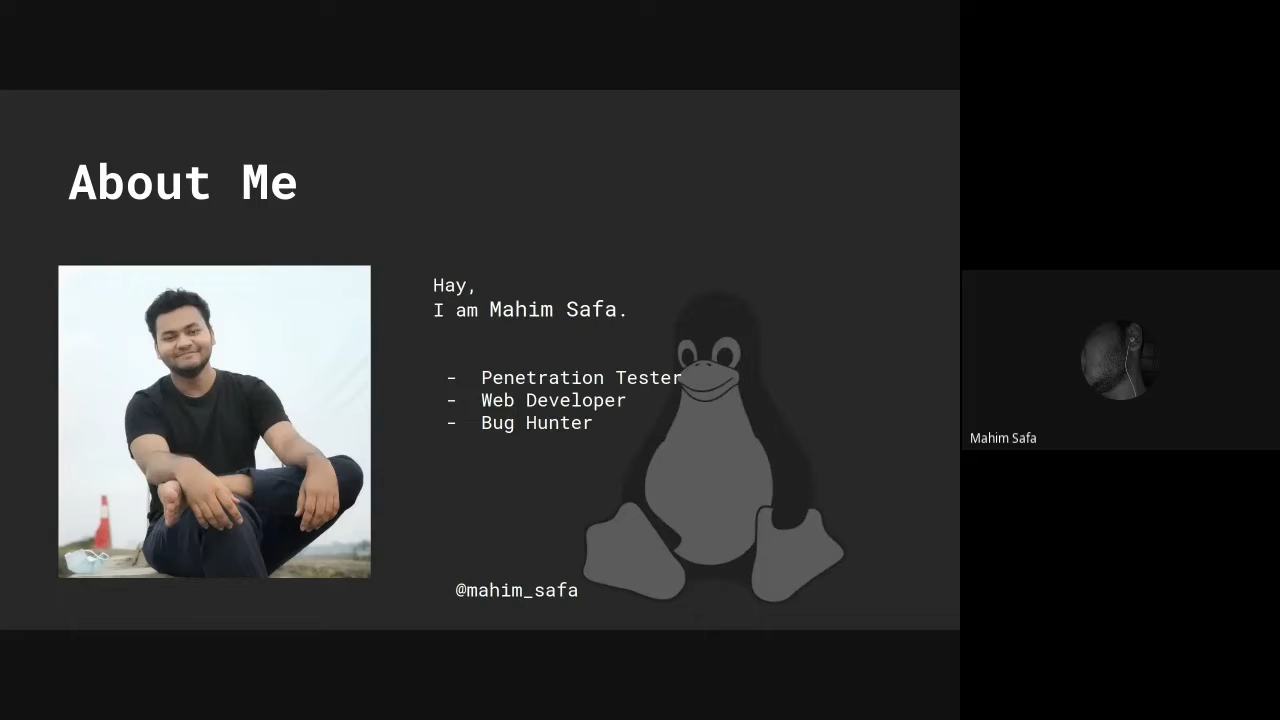 About Me
Hay,
I am Mahim Safa.
- Penetration Tester
- Web Developer
- Bug Hunter
@mahim_safa
Mahim Safa